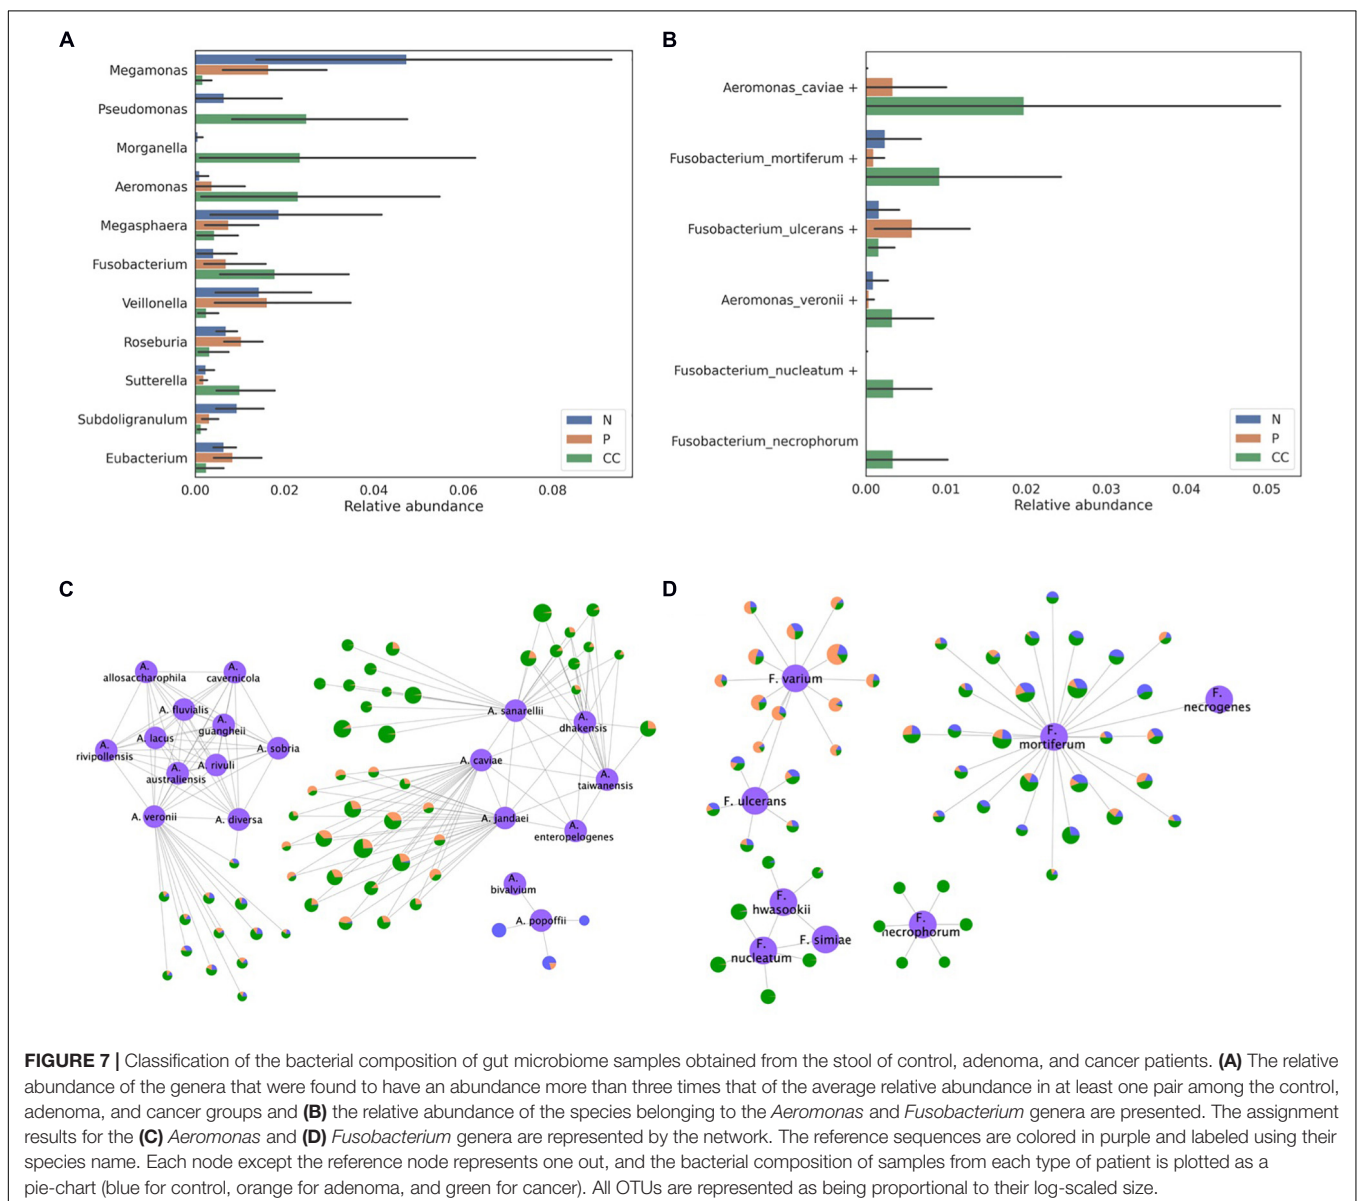 A
Megamonas
Pseudomonas
Morganella
Aeromonas
Megasphaera
Fusobacterium
Veillonella
Roseburia
Sutterella
Subdoligranulum
Eubacterium
N
P
CC
0.00 0.02 0.04 0.06 0.08
Relative abundance
B
Aeromonas_caviae +
Fusobacterium_mortiferum +
Fusobacterium_ulcerans +
Aeromonas_veronii +
Fusobacterium_nucleatum +
Fusobacterium_necrophorum
N
P
CC
0.00 0.01 0.02 0.03 0.04 0.05
Relative abundance
C
A.
allosaccharophila
A.
cavernicola
A. fluvialis
A.
guangheii
A. lacus
A. sobria
A.
rivipollensis
A. rivuli
A.
australiensis
A. veronii
A. diversa
A. sanarellii
A.
dhakensis
A. caviae
A.
taiwanensis
A. jandaei
A.
enteropelogenes
A.
bivalvium
A. popoffii
D
F. varium
F. ulcerans
F.
hwasookii
F. simiae
F.
nucleatum
F.
necrogenes
F.
mortiferum
F.
necrophorum
FIGURE 7 | Classification of the bacterial composition of gut microbiome samples obtained from the stool of control, adenoma, and cancer patients. (A) The relative
abundance of the genera that were found to have an abundance more than three times that of the average relative abundance in at least one pair among the control,
adenoma, and cancer groups and (B) the relative abundance of the species belonging to the Aeromonas and Fusobacterium genera are presented. The assignment
results for the (C) Aeromonas and (D) Fusobacterium genera are represented by the network. The reference sequences are colored in purple and labeled using their
species name. Each node except the reference node represents one out, and the bacterial composition of samples from each type of patient is plotted as a
pie-chart (blue for control, orange for adenoma, and green for cancer). All OTUs are represented as being proportional to their log-scaled size.